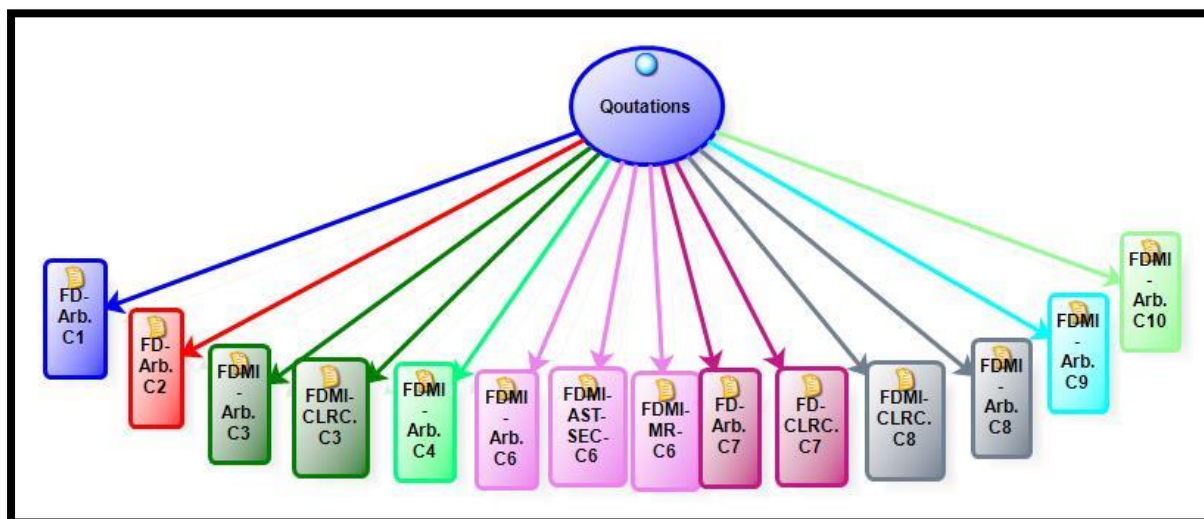 Qoutations
FD-
Arb.
C1
FD-
Arb.
C2
FDMI
-
Arb.
C3
FDMI-
CLRC.
C3
FDMI
-
Arb.
C4
FDMI
-
Arb.
C6
FDMI-
AST-
SEC-
C6
FDMI-
MR-
C6
FD-
Arb.
C7
FD-
CLRC.
C7
FDMI-
CLRC.
C8
FDMI
-
Arb.
C8
FDMI
-
Arb.
C9
FDMI
-
Arb.
C10